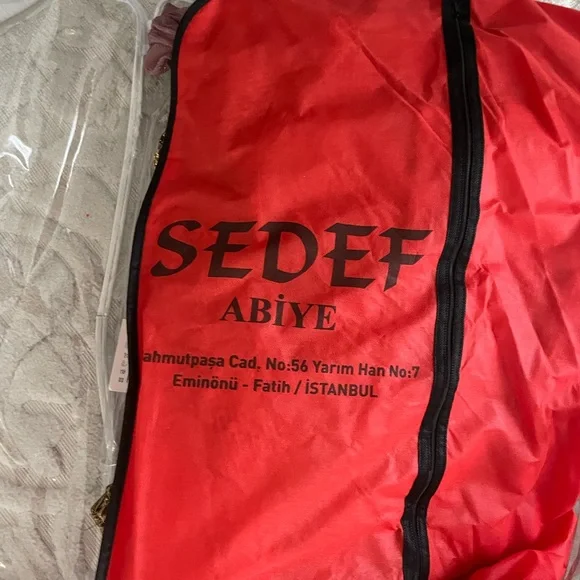 SEDEF
ABİYE
ahmutpaşa Cad. No:56 Yarım Han No:7
Eminönü - Fatih / İSTANBUL